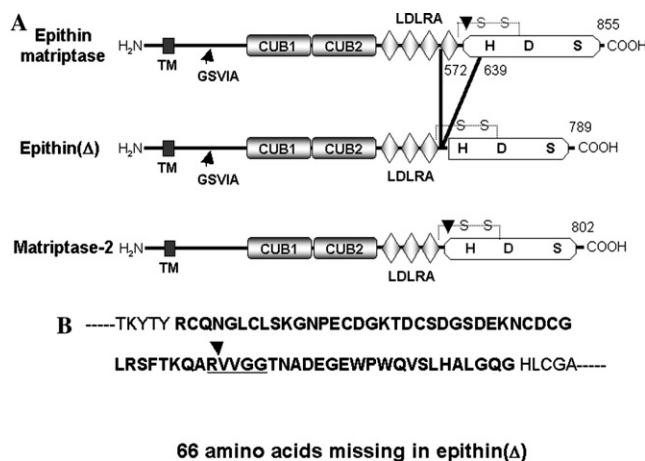 A
LDLRA
Epithin
matriptase
H₂N
TM
GSVIA
CUB1
CUB2
S S
H D S
855
COOH
572
639
Epithin(Δ)
H₂N
TM
GSVIA
CUB1
CUB2
LDLRA
S S
H D S
789
COOH
Matriptase-2
H₂N
TM
CUB1
CUB2
LDLRA
S S
H D S
802
COOH
B -----TKYTY RCQNGLCLSKGNPECDGKTDCSDGSDEKNCDCG
LRSFTKQARVVGGTNADEGEWPWQVSLHALGQG HLCGA-----
66 amino acids missing in epithin(Δ)